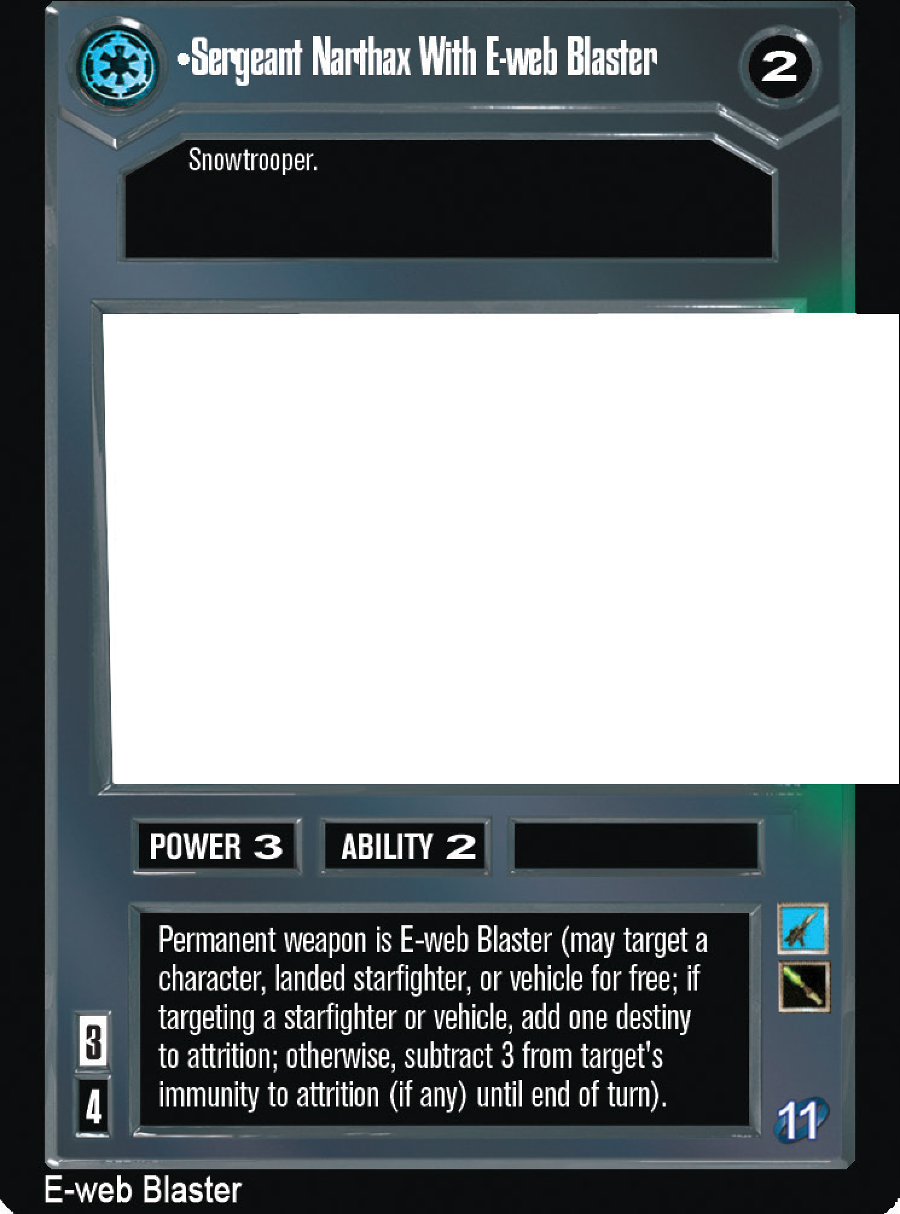 •Sergeant Narthax With E-web Blaster
2
Snowtrooper.
POWER 3
ABILITY 2
Permanent weapon is E-web Blaster (may target a
character, landed starfighter, or vehicle for free; if
targeting a starfighter or vehicle, add one destiny
to attrition; otherwise, subtract 3 from target's
immunity to attrition (if any) until end of turn).
3
4
11
E-web Blaster